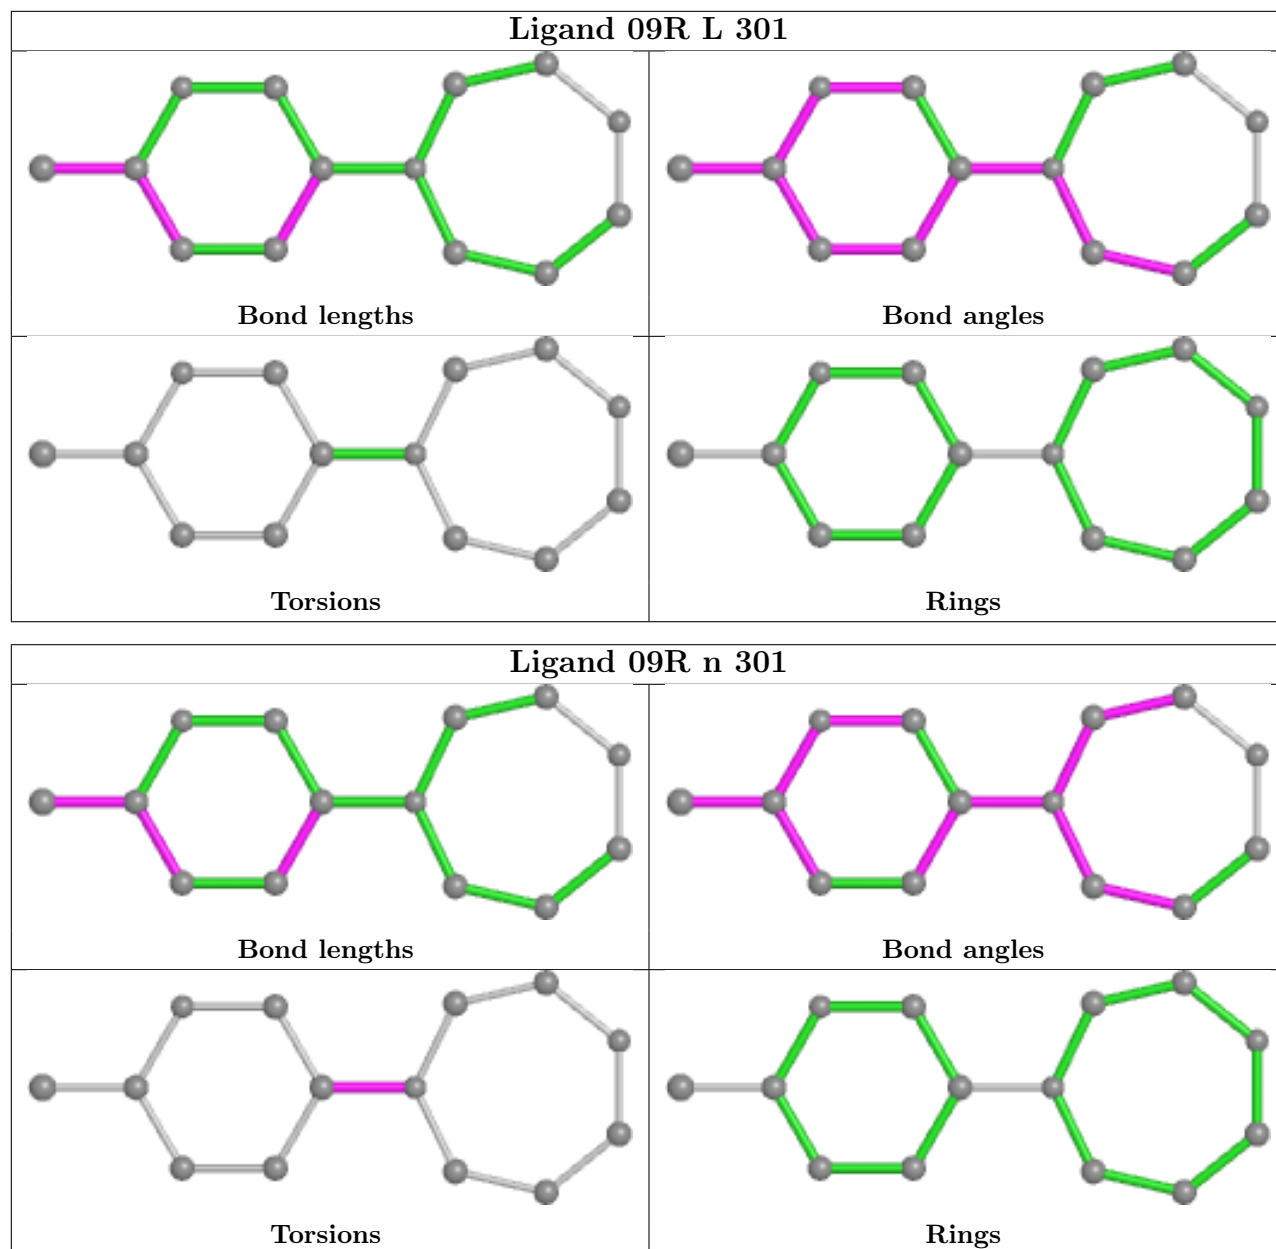 Ligand 09R L 301
Bond lengths
Bond angles
Torsions
Rings
Ligand 09R n 301
Bond lengths
Bond angles
Torsions
Rings